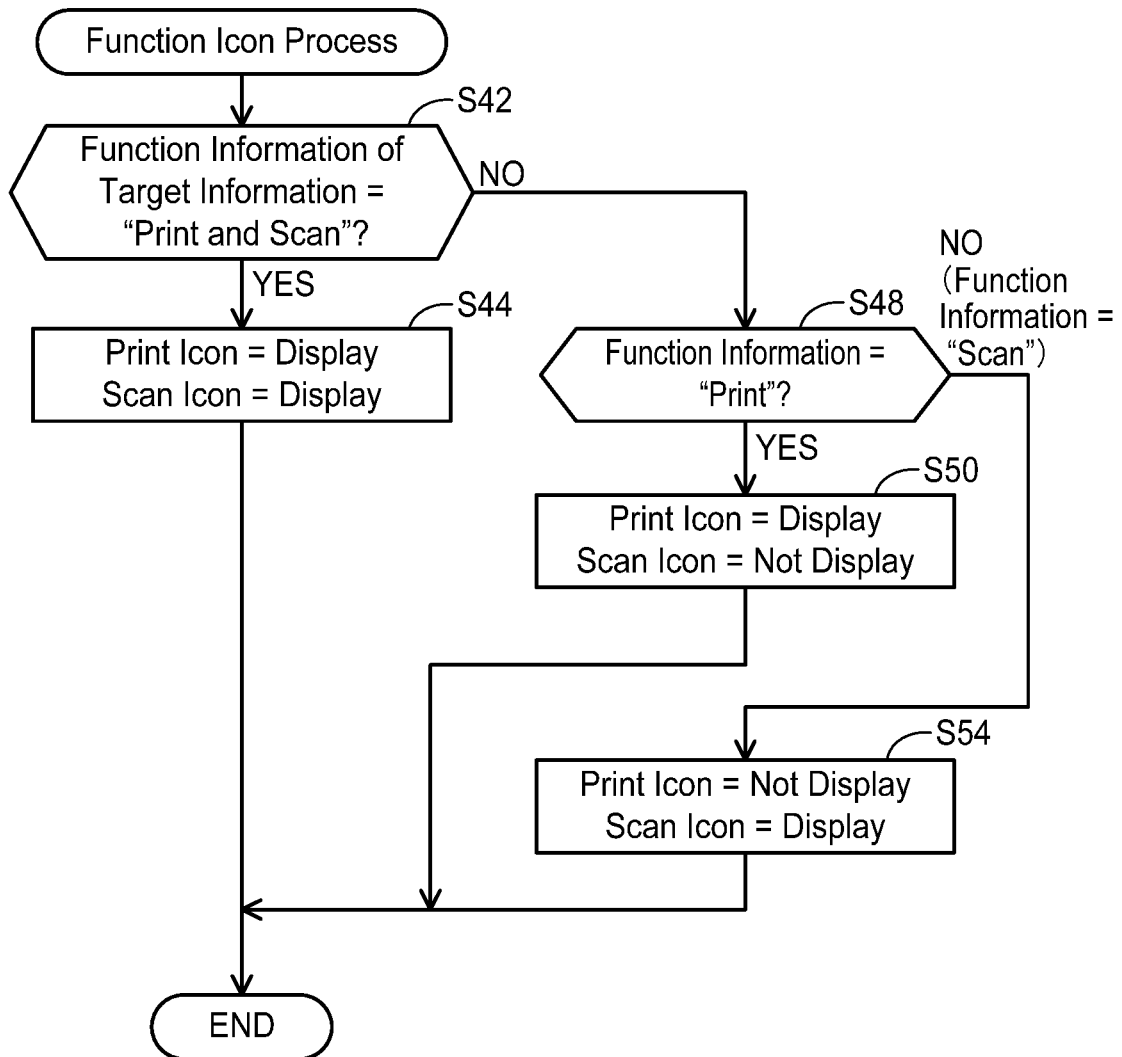 Function Icon Process
S42
Function Information of
Target Information =
“Print and Scan”?
NO
YES
S44
Print Icon = Display
Scan Icon = Display
S48
Function Information =
“Print”?
NO
(Function
Information =
“Scan”)
YES
S50
Print Icon = Display
Scan Icon = Not Display
S54
Print Icon = Not Display
Scan Icon = Display
END